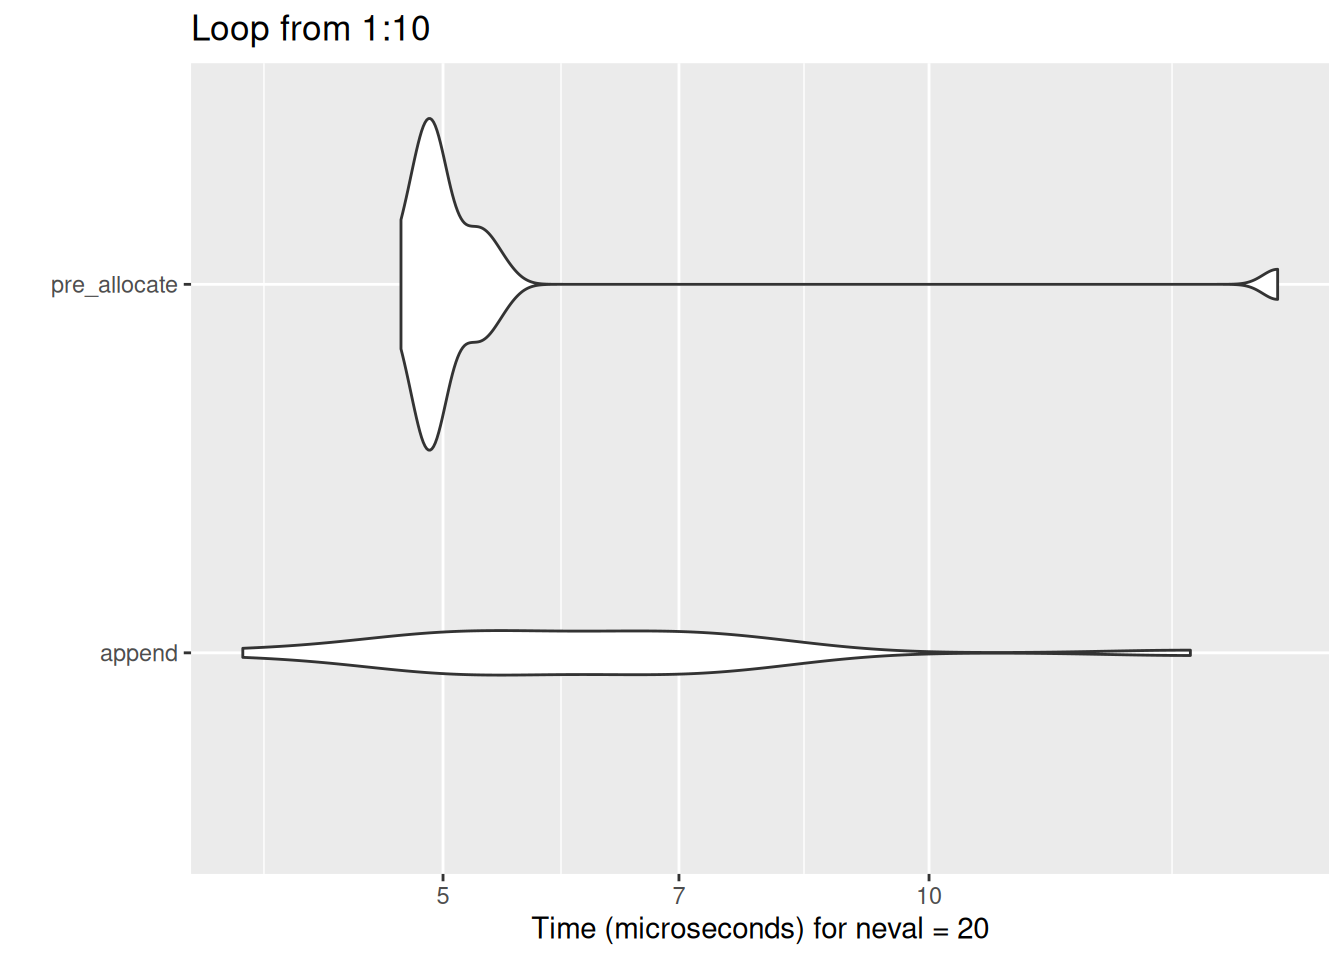 Loop from 1:10
pre_allocate
append
5 7 10
Time (microseconds) for neval = 20